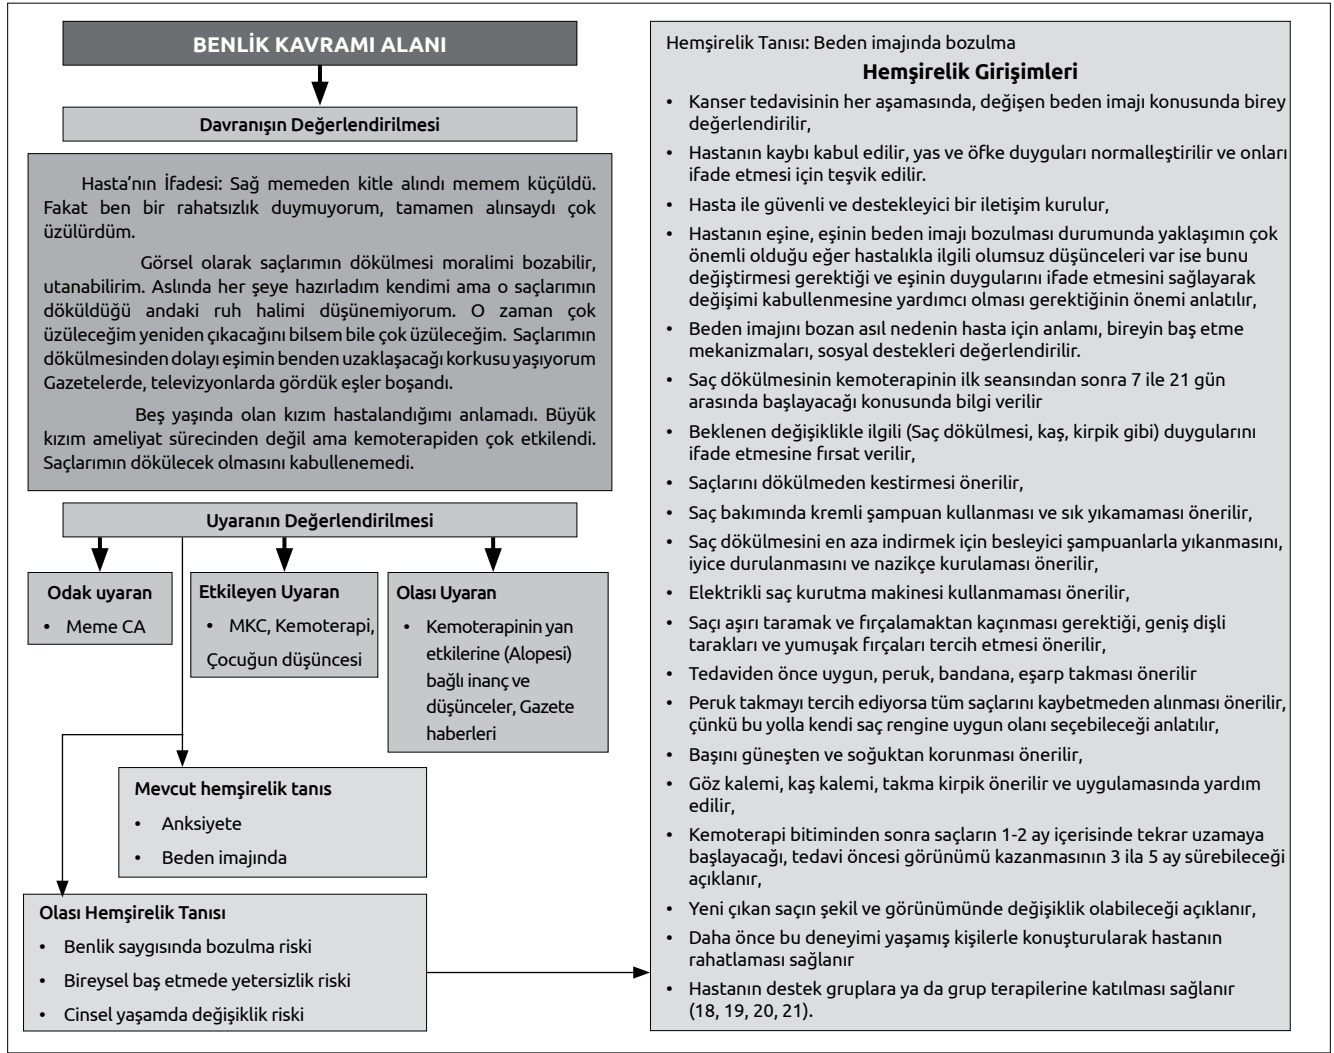 BENLİK KAVRAMI ALANI
Davranışın Değerlendirilmesi
Hasta’nın İfadesi: Sağ memeden kitle alındı memem küçüldü.
Fakat ben bir rahatsızlık duymuyorum, tamamen alınsaydı çok
üzülürdüm.
Görsel olarak saçlarımın dökülmesi moralimi bozabilir,
utanabilirim. Aslında her şeye hazırladım kendimi ama o saçlarımın
döküldüğü andaki ruh halimi düşünemiyorum. O zaman çok
üzüleceğim yeniden çıkacağını bilsem bile çok üzüleceğim. Saçlarımın
dökülmesinden dolayı eşimin benden uzaklaşacağı korkusu yaşıyorum
Gazetelerde, televizyonlarda gördük eşler boşandı.
Beş yaşında olan kızım hastalandığımı anlamadı. Büyük
kızım ameliyat sürecinden değil ama kemoterapiden çok etkilendi.
Saçlarımın dökülecek olmasını kabullenemedi.
Uyaranın Değerlendirilmesi
Odak uyaran
• Meme CA
Etkileyen Uyaran
• MKC, Kemoterapi,
Çocuğun düşüncesi
Olası Uyaran
• Kemoterapinin yan
etkilerine (Alopesi)
bağlı inanç ve
düşünceler, Gazete
haberleri
Mevcut hemşirelik tanıs
• Anksiyete
• Beden imajında
Olası Hemşirelik Tanısı
• Benlik saygısında bozulma riski
• Bireysel baş etmede yetersizlik riski
• Cinsel yaşamda değişiklik riski
Hemşirelik Tanısı: Beden imajında bozulma
Hemşirelik Girişimleri
• Kanser tedavisinin her aşamasında, değişen beden imajı konusunda birey
değerlendirilir,
• Hastanın kaybı kabul edilir, yas ve öfke duyguları normalleştirilir ve onları
ifade etmesi için teşvik edilir.
• Hasta ile güvenli ve destekleyici bir iletişim kurulur,
• Hastanın eşine, eşinin beden imajı bozulması durumunda yaklaşımın çok
önemli olduğu eğer hastalıkla ilgili olumsuz düşünceleri var ise bunu
değiştirmesi gerektiği ve eşinin duygularını ifade etmesini sağlayarak
değişimi kabullenmesine yardımcı olması gerektiğinin önemi anlatılır,
• Beden imajını bozan asıl nedenin hasta için anlamı, bireyin baş etme
mekanizmaları, sosyal destekleri değerlendirilir.
• Saç dökülmesinin kemoterapinin ilk seansından sonra 7 ile 21 gün
arasında başlayacağı konusunda bilgi verilir
• Beklenen değişiklikle ilgili (Saç dökülmesi, kaş, kirpik gibi) duygularını
ifade etmesine fırsat verilir,
• Saçlarını dökülmeden kestirmesi önerilir,
• Saç bakımında kremli şampuan kullanması ve sık yıkamaması önerilir,
• Saç dökülmesini en aza indirmek için besleyici şampuanlarla yıkanmasını,
iyice durulanmasını ve nazikçe kurulaması önerilir,
• Elektrikli saç kurutma makinesi kullanmaması önerilir,
• Saçı aşırı taramak ve fırçalamaktan kaçınması gerektiği, geniş dişli
tarakları ve yumuşak fırçaları tercih etmesi önerilir,
• Tedaviden önce uygun, peruk, bandana, eşarp takması önerilir
• Peruk takmayı tercih ediyorsa tüm saçlarını kaybetmeden alınması önerilir,
çünkü bu yolla kendi saç rengine uygun olanı seçebileceği anlatılır,
• Başını güneşten ve soğuktan korunması önerilir,
• Göz kalemi, kaş kalemi, takma kirpik önerilir ve uygulamasında yardım
edilir,
• Kemoterapi bitiminden sonra saçların 1-2 ay içerisinde tekrar uzamaya
başlayacağı, tedavi öncesi görünümü kazanmasının 3 ila 5 ay sürebileceği
açıklanır,
• Yeni çıkan saçın şekil ve görünümünde değişiklik olabileceği açıklanır,
• Daha önce bu deneyimi yaşamış kişilerle konuşturularak hastanın
rahatlaması sağlanır
• Hastanın destek gruplara ya da grup terapilerine katılması sağlanır
(18, 19, 20, 21).